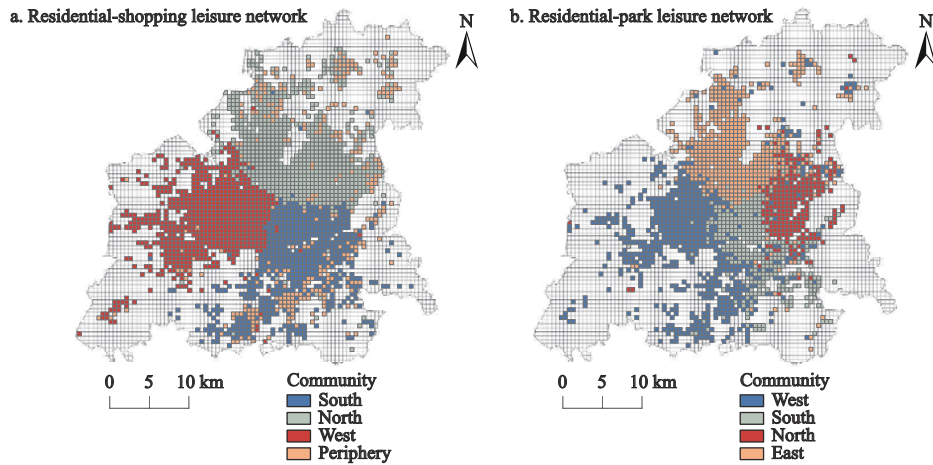 a. Residential-shopping leisure network
N
0 5 10 km
Community
South
North
West
Periphery
b. Residential-park leisure network
N
0 5 10 km
Community
West
South
North
East